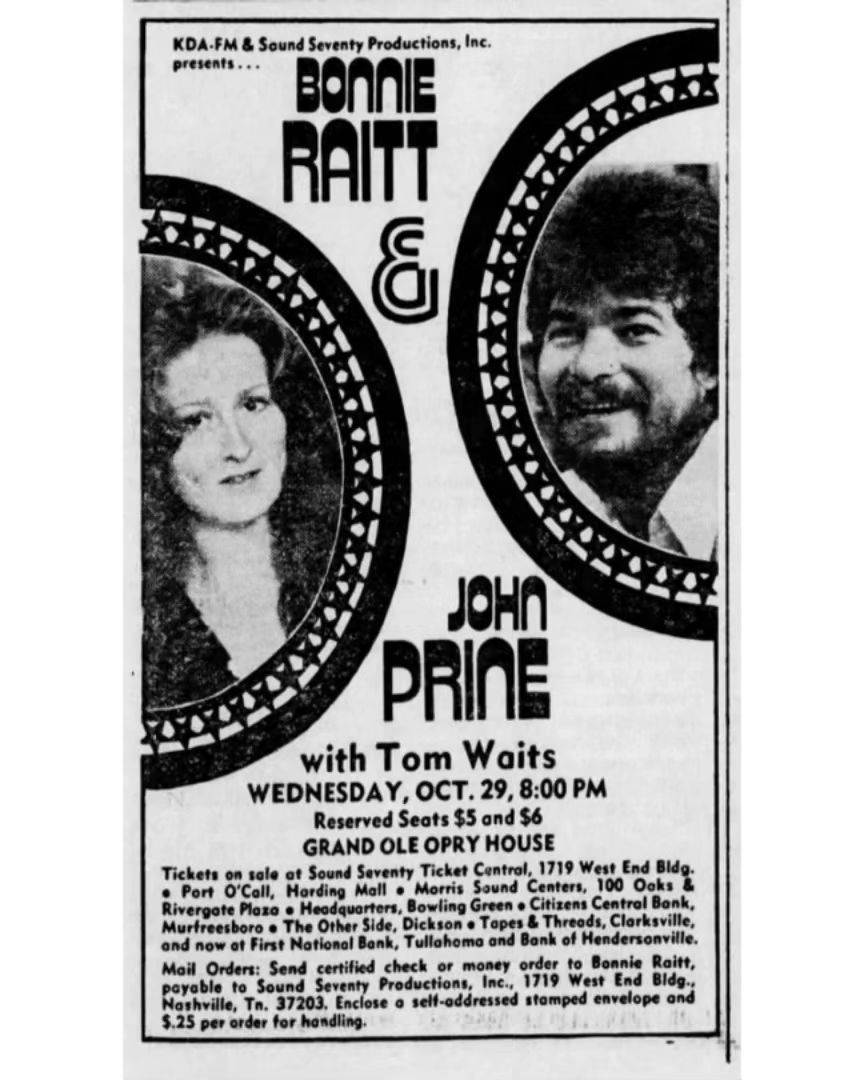 KDA-FM & Sound Seventy Productions, Inc.
presents...
BONNIE
RAITT
&
JOHN
PRINE
with Tom Waits
WEDNESDAY, OCT. 29, 8:00 PM
Reserved Seats $5 and $6
GRAND OLE OPRY HOUSE
Tickets on sale at Sound Seventy Ticket Central, 1719 West End Bldg.
• Port O'Call, Harding Mall • Morris Sound Centers, 100 Oaks &
Rivergate Plaza • Headquarters, Bowling Green • Citizens Central Bank,
Murfreesboro • The Other Side, Dickson • Tapes & Threads, Clarksville,
and now at First National Bank, Tullahoma and Bank of Hendersonville.
Mail Orders: Send certified check or money order to Bonnie Raitt,
payable to Sound Seventy Productions, Inc., 1719 West End Bldg.,
Nashville, Tn. 37203. Enclose a self-addressed stamped envelope and
$.25 per order for handling.